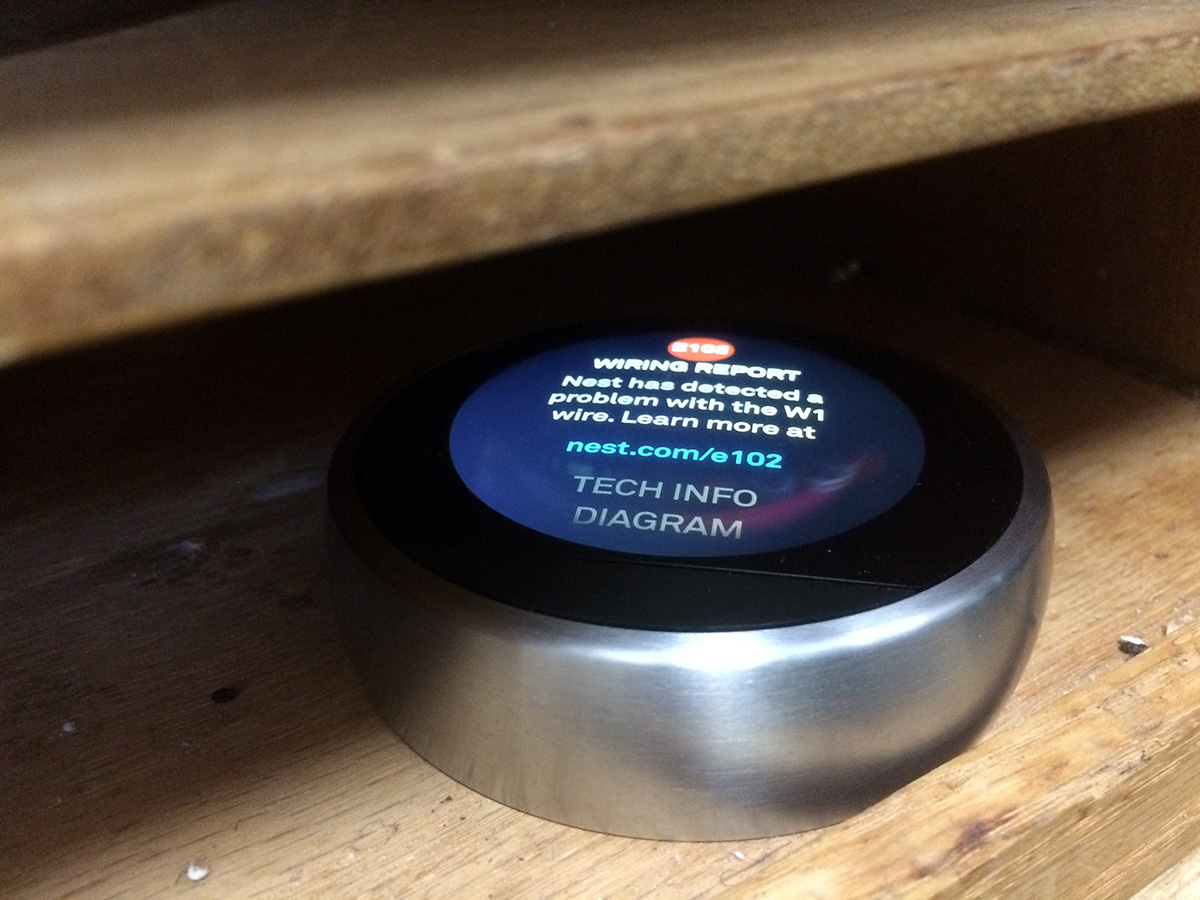 E102
WIRING REPORT
Nest has detected a
problem with the W1
wire. Learn more at
nest.com/e102
TECH INFO
DIAGRAM